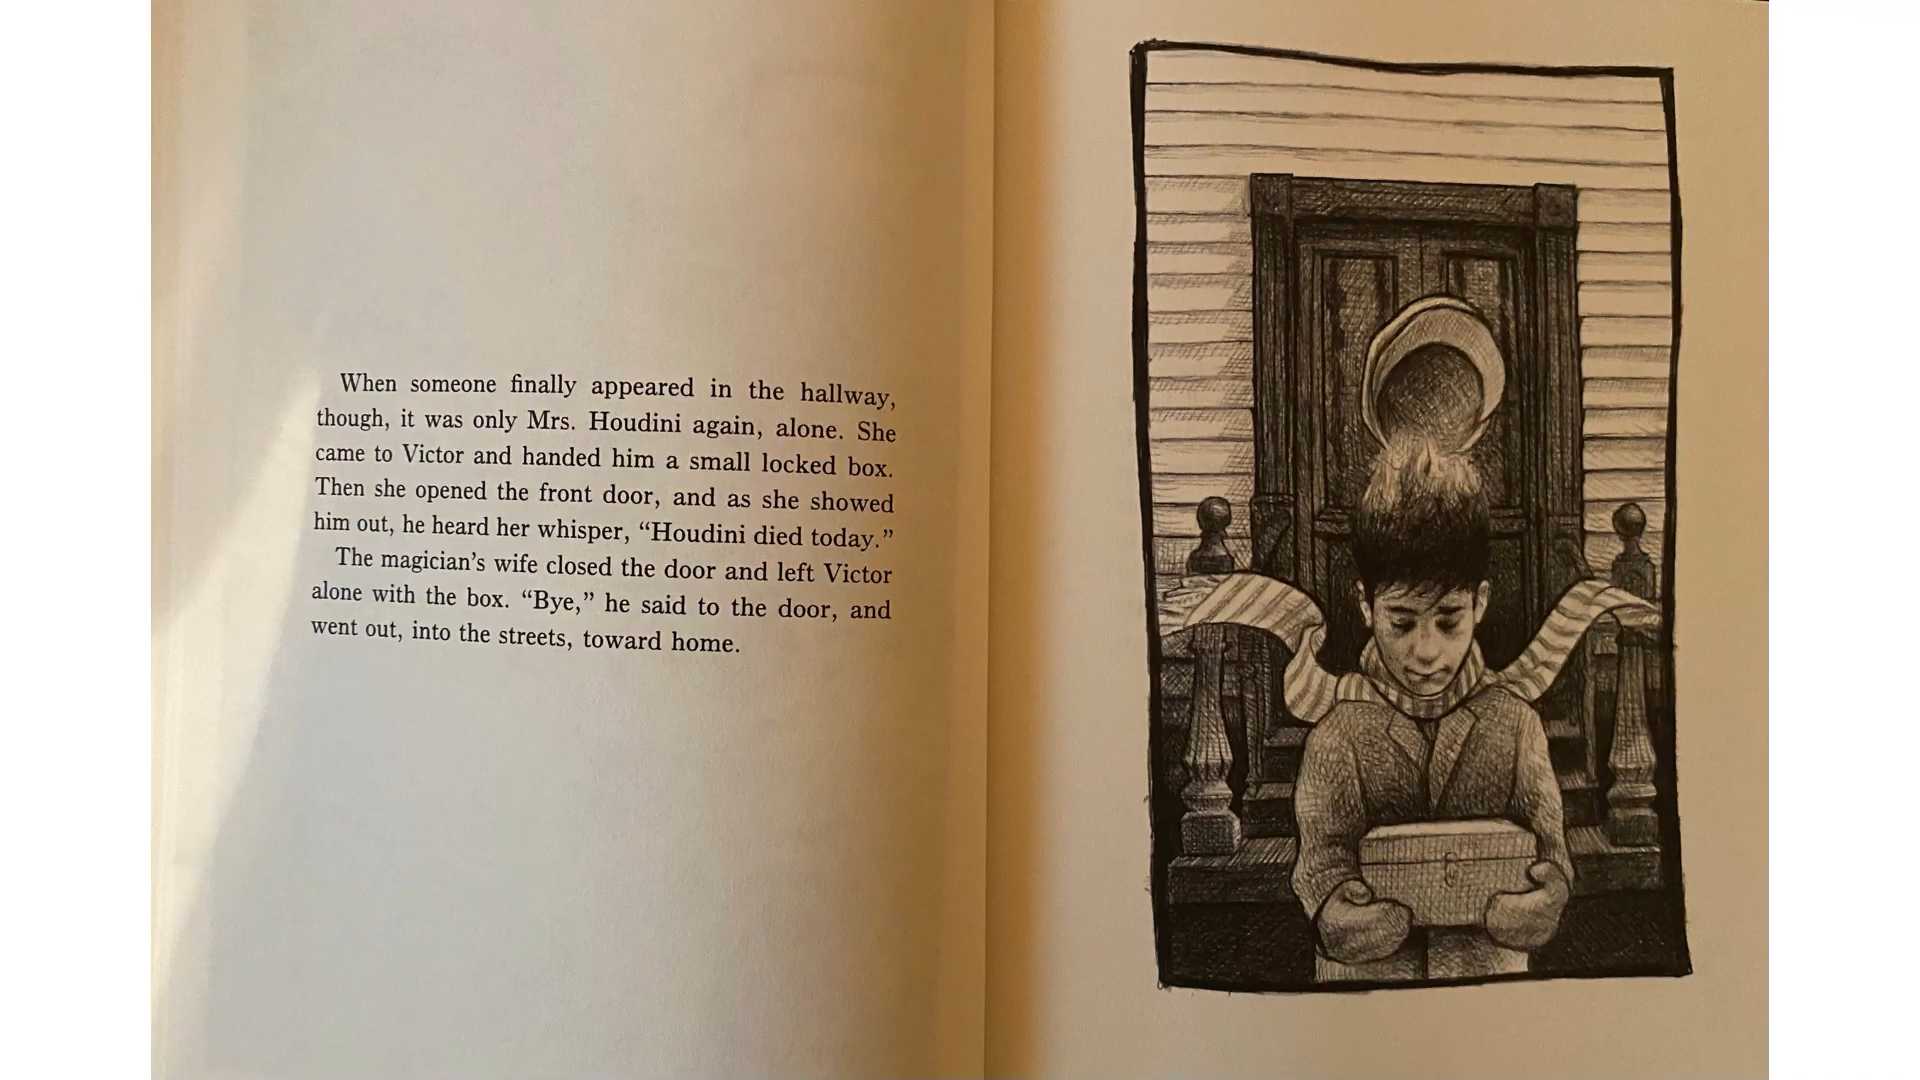 When someone finally appeared in the hallway,
though, it was only Mrs. Houdini again, alone. She
came to Victor and handed him a small locked box.
Then she opened the front door, and as she showed
him out, he heard her whisper, “Houdini died today.”
The magician’s wife closed the door and left Victor
alone with the box. “Bye,” he said to the door, and
went out, into the streets, toward home.